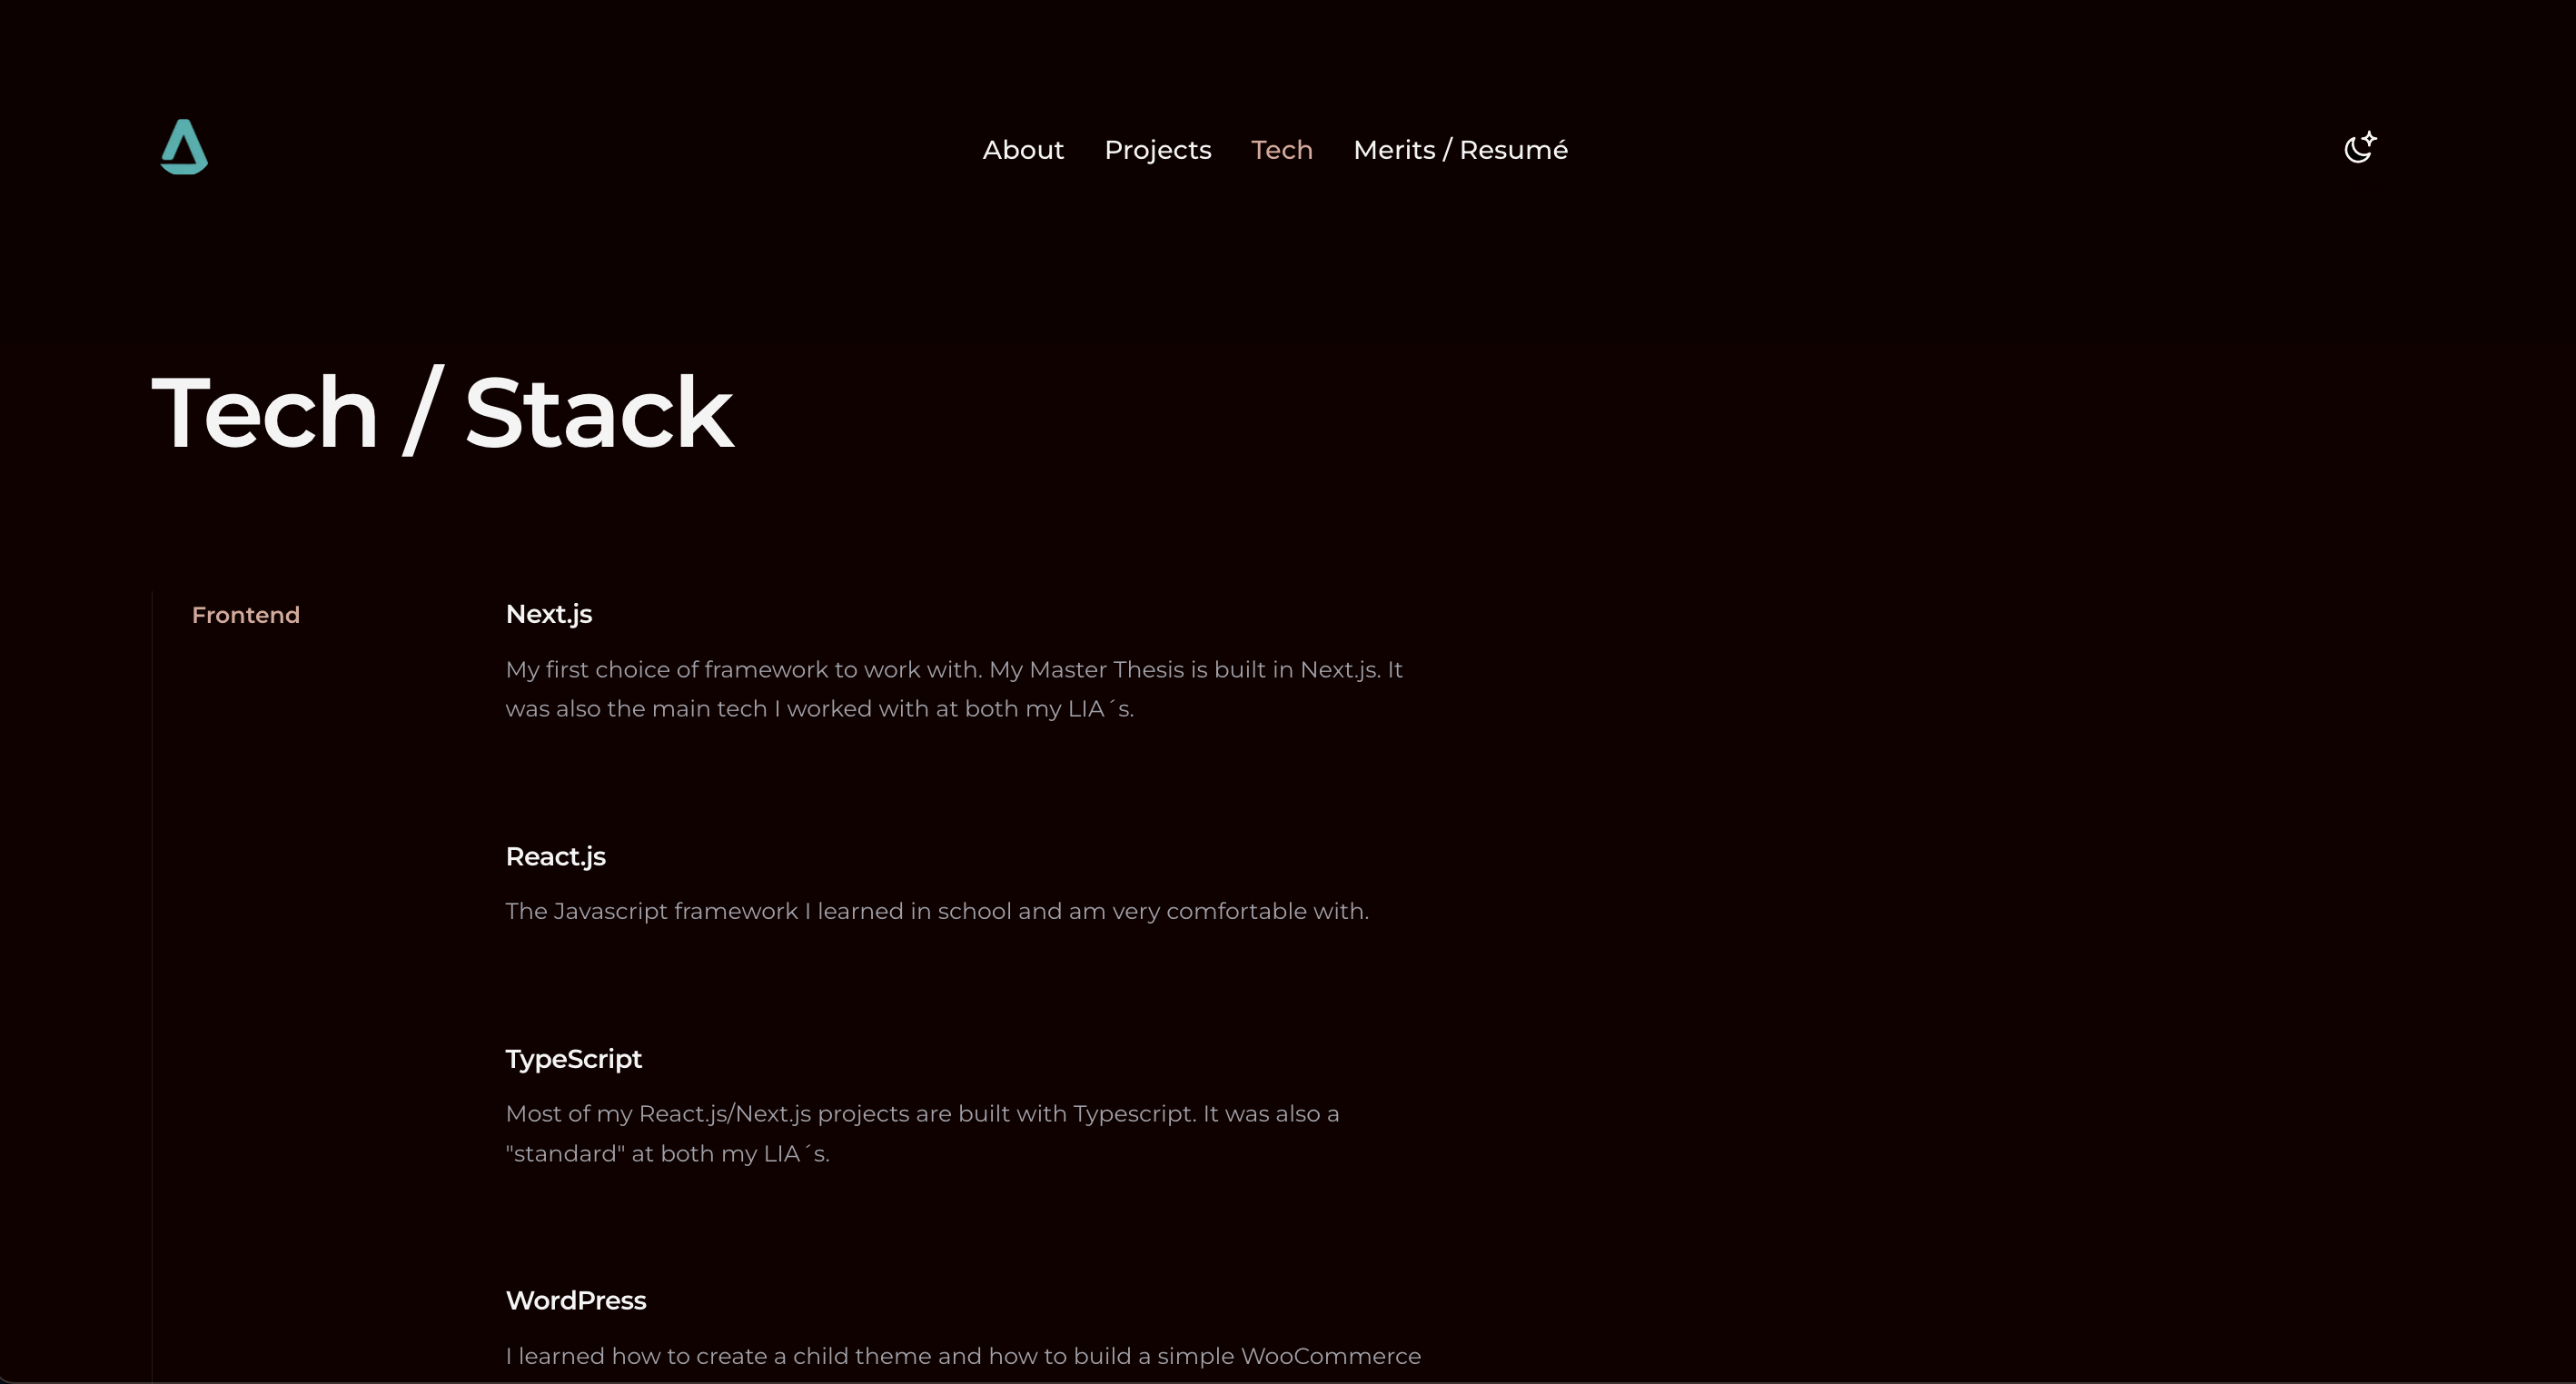 About Projects Tech Merits / Resumé
Tech / Stack
Frontend
Next.js
My first choice of framework to work with. My Master Thesis is built in Next.js. It
was also the main tech I worked with at both my LIA´s.
React.js
The Javascript framework I learned in school and am very comfortable with.
TypeScript
Most of my React.js/Next.js projects are built with Typescript. It was also a
"standard" at both my LIA´s.
WordPress
I learned how to create a child theme and how to build a simple WooCommerce